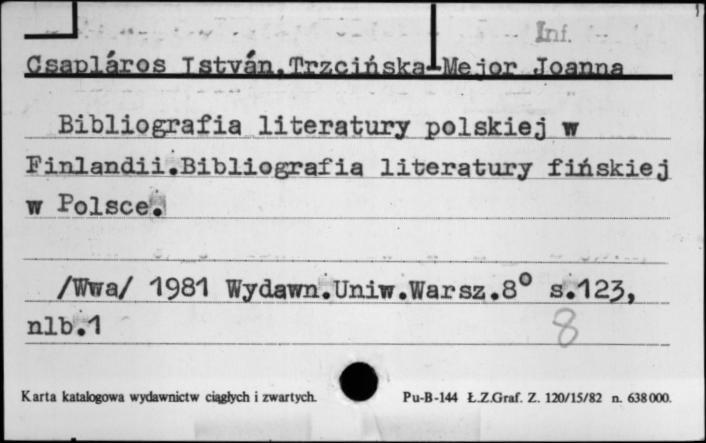 Inf.
Csapláros István,Trzcińska-Mejor Joanna
Bibliografia literatury polskiej w
Finlandii.Bibliografia literatury fińskiej
w Polsce.
/Wwa/ 1981 Wydawn.Uniw.Warsz.8° s.123,
nlb.1
8
Karta katalogowa wydawnictw ciągłych i zwartych.
Pu-B-144 Ł.Z.Graf. Z. 120/15/82 n. 638000.